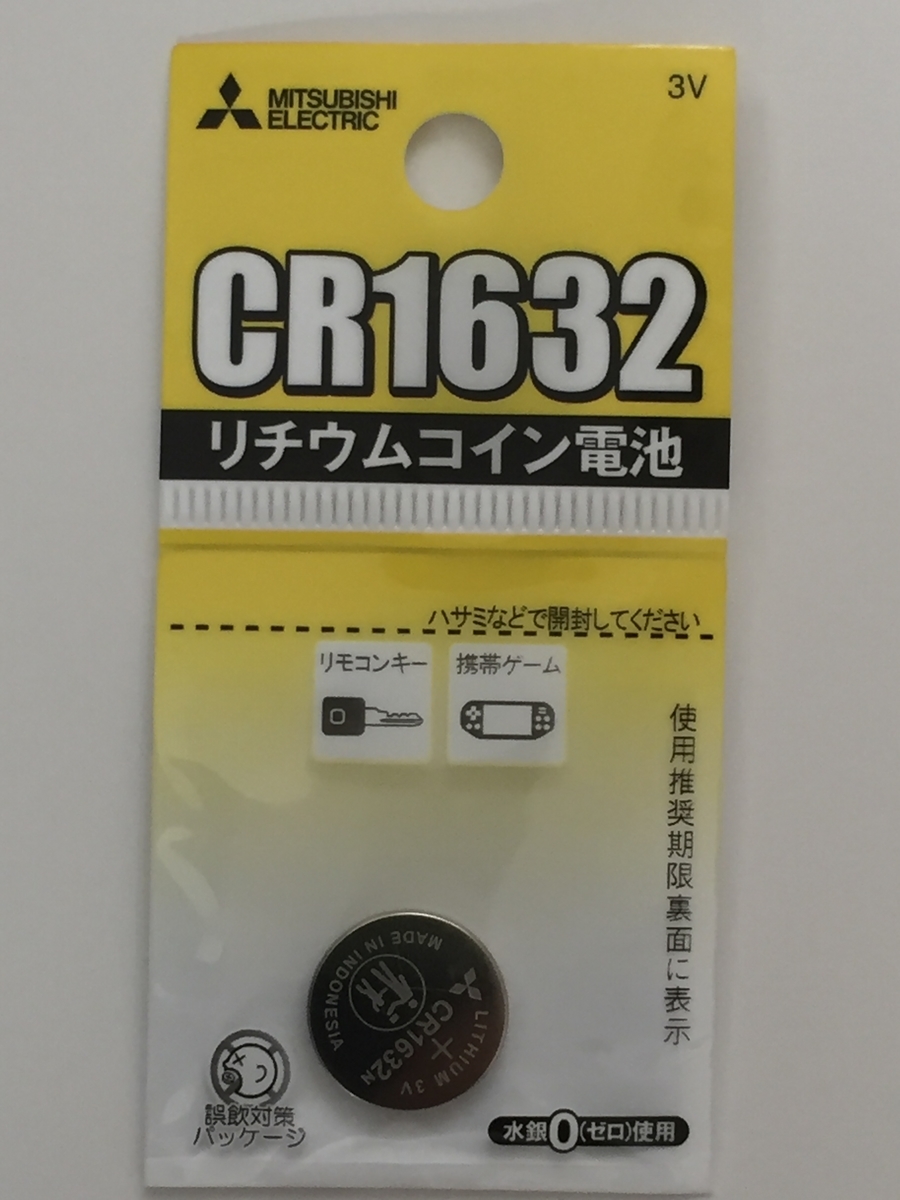 MITSUBISHI
ELECTRIC
3V
CR1632
リチウムコイン電池
ハサミなどで開封してください
リモコンキー
携帯ゲーム
使用推奨期限裏面に表示
MADE IN INDONESIA
CR1632N
+
LITHIUM 3V
誤飲対策
パッケージ
水銀0(ゼロ)使用